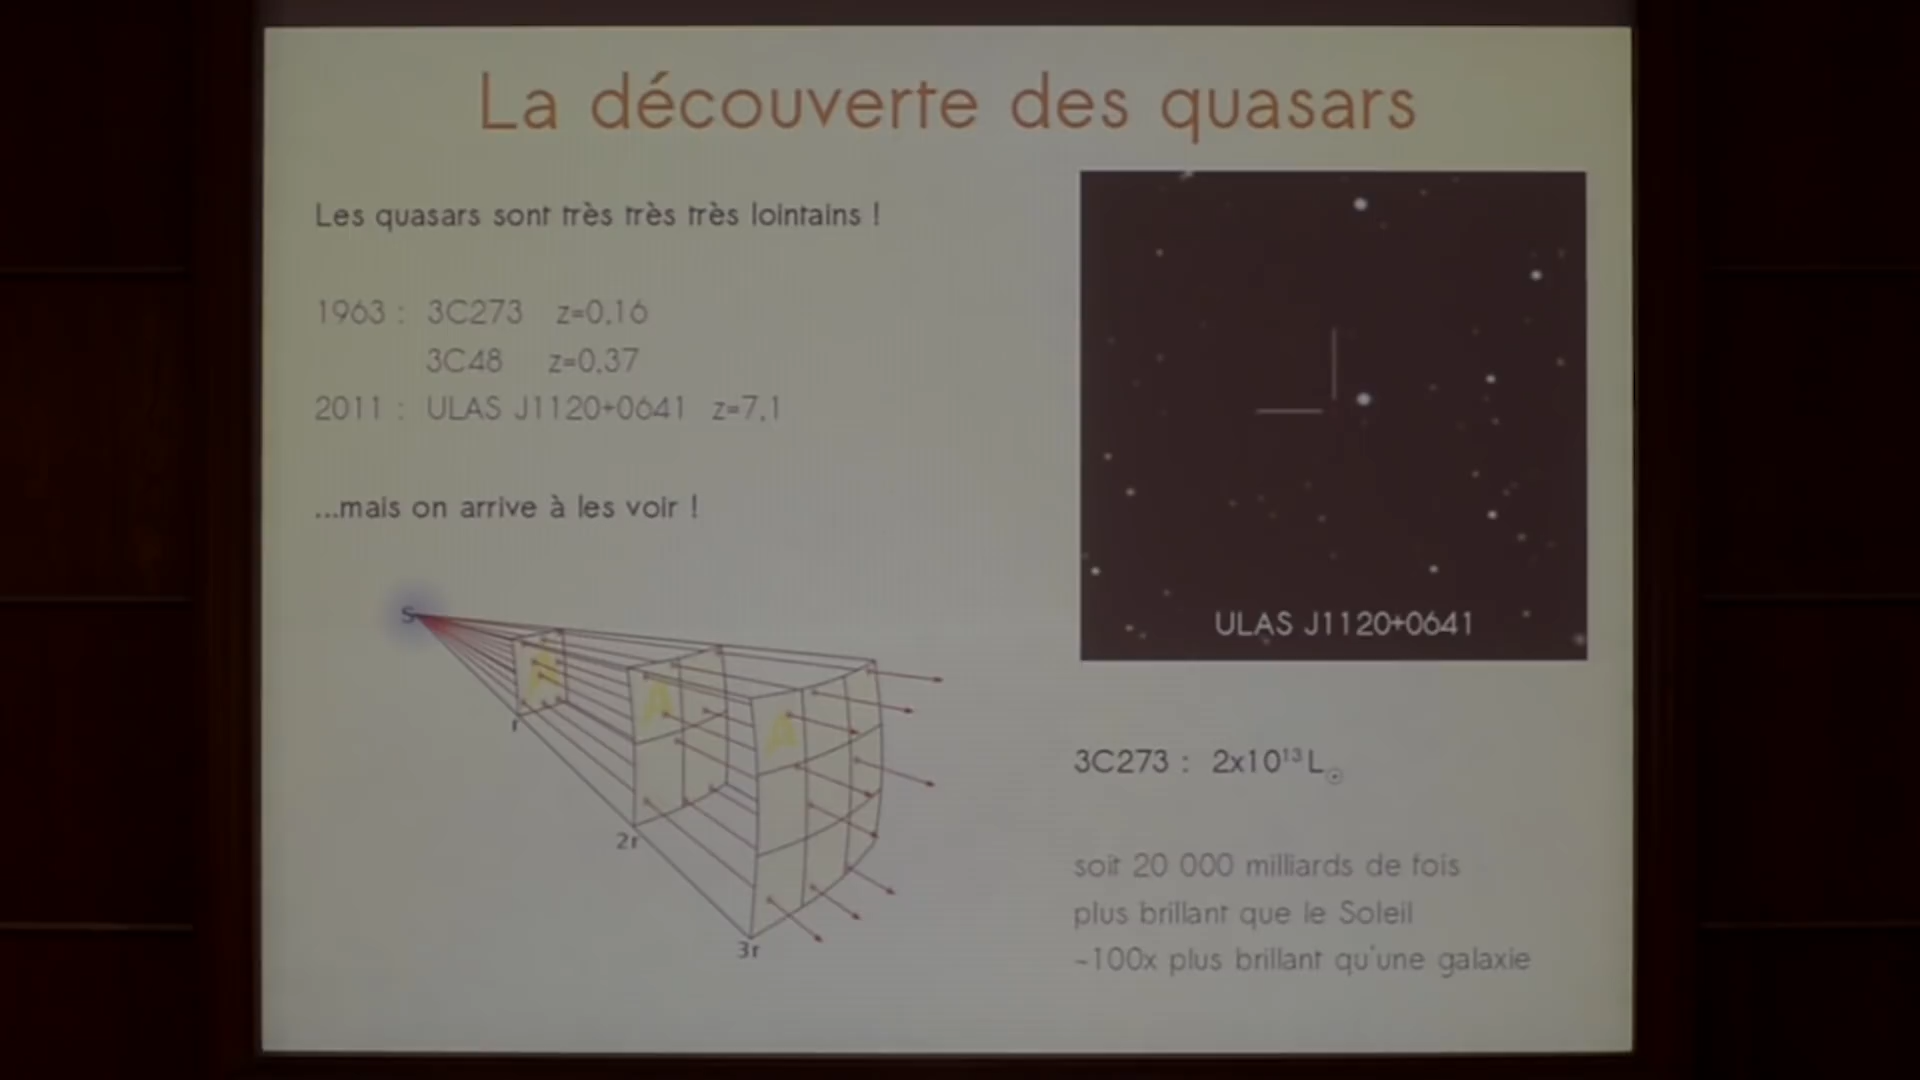 La découverte des quasars
Les quasars sont très très très lointains !
1963 : 3C273 z=0,16
3C48 z=0,37
2011 : ULAS J1120+0641 z=7,1
...mais on arrive à les voir !
S
A
A
A
r
2r
3r
ULAS J1120+0641
3C273 : 2x10¹³L☉
soit 20 000 milliards de fois
plus brillant que le Soleil
~100x plus brillant qu'une galaxie